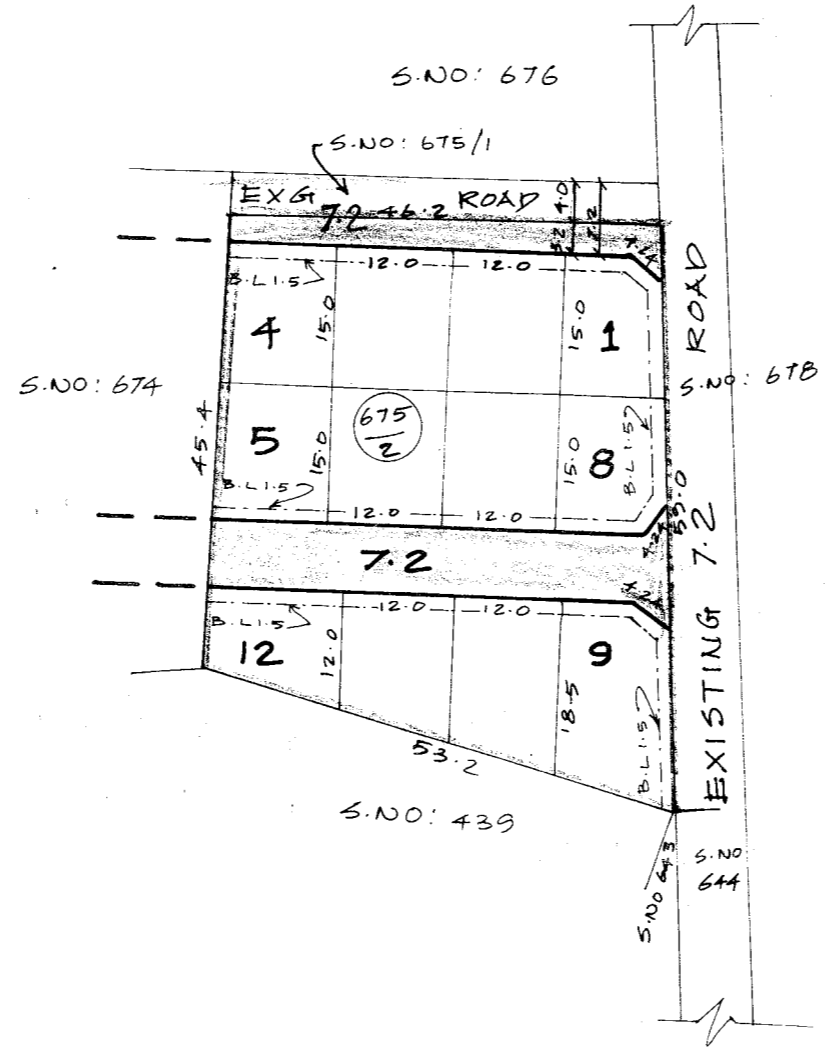 S.NO: 676
S.NO: 675/1
EXG ROAD
7.2 46.2
4.0
3.2
7.2
B.L 1.5
12.0
12.0
4
15.0
15.0
1
ROAD
S.NO: 674
S.NO: 678
675
2
45.4
5
15.0
15.0
8
B.L 1.5
B.L 1.5
12.0
12.0
53.0
7.2
EXISTING 7.2
12.0
12.0
B.L 1.5
12
12.0
9
18.5
B.L 1.5
53.2
S.NO: 439
S.NO
644